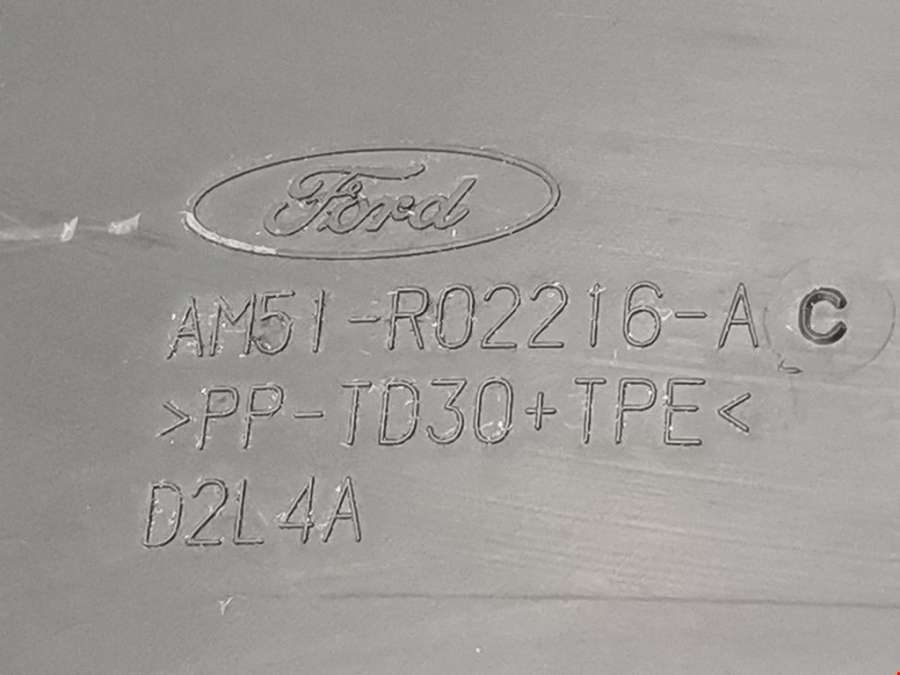 Ford
AM51-R02216-A C
>PP-TD30+TPE<
D2L4A